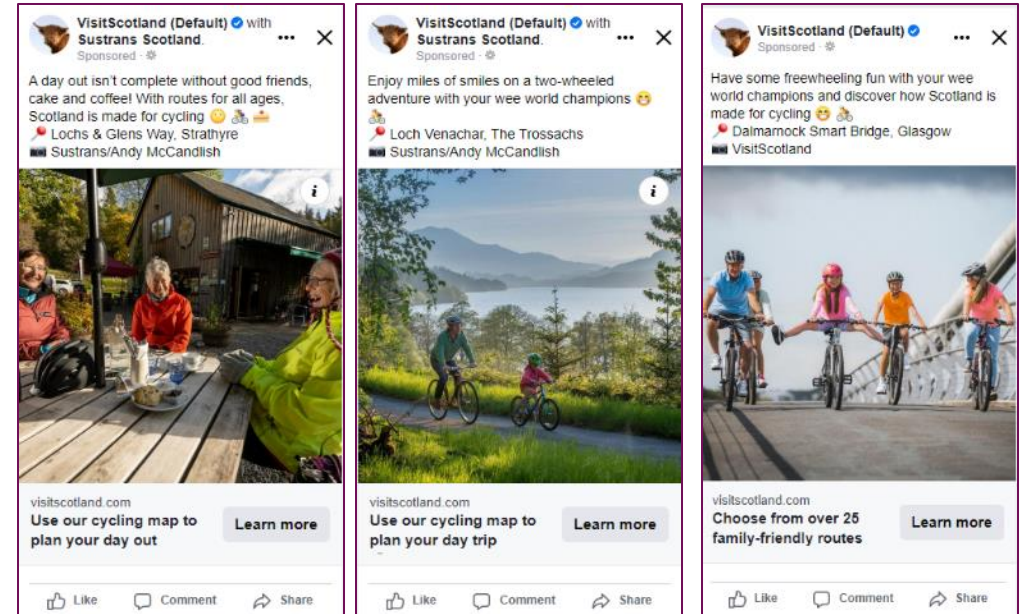 VisitScotland (Default) with
Sustrans Scotland.
Sponsored ·
A day out isn't complete without good friends,
cake and coffee! With routes for all ages,
Scotland is made for cycling
Lochs & Glens Way, Strathyre
Sustrans/Andy McCandlish
visitscotland.com
Use our cycling map to
plan your day out
Learn more
Like
Comment
Share
VisitScotland (Default) with
Sustrans Scotland.
Sponsored ·
Enjoy miles of smiles on a two-wheeled
adventure with your wee world champions
Loch Venachar, The Trossachs
Sustrans/Andy McCandlish
visitscotland.com
Use our cycling map to
plan your day trip
Learn more
Like
Comment
Share
VisitScotland (Default)
Sponsored ·
Have some freewheeling fun with your wee
world champions and discover how Scotland is
made for cycling
Dalmarnock Smart Bridge, Glasgow
VisitScotland
visitscotland.com
Choose from over 25
family-friendly routes
Learn more
Like
Comment
Share